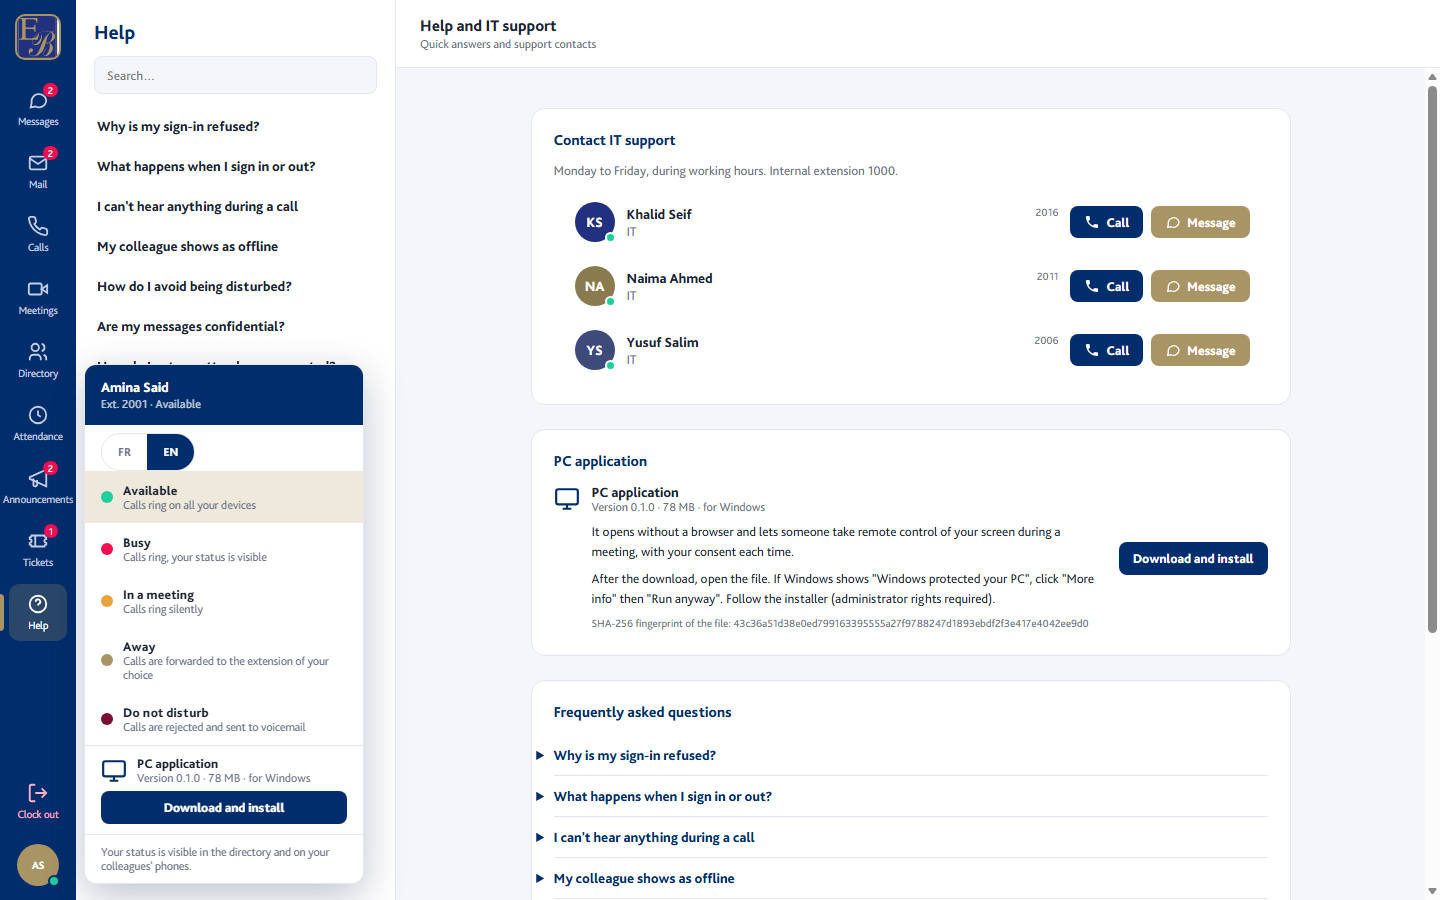 EB
2
Messages
2
Mail
Calls
Meetings
Directory
Attendance
2
Announcements
1
Tickets
Help
Clock out
AS
Help
Search...
Why is my sign-in refused?
What happens when I sign in or out?
I can't hear anything during a call
My colleague shows as offline
How do I avoid being disturbed?
Are my messages confidential?
Amina Said
Ext. 2001 · Available
FR EN
Available
Calls ring on all your devices
Busy
Calls ring, your status is visible
In a meeting
Calls ring silently
Away
Calls are forwarded to the extension of your
choice
Do not disturb
Calls are rejected and sent to voicemail
PC application
Version 0.1.0 · 78 MB · for Windows
Download and install
Your status is visible in the directory and on your
colleagues' phones.
Help and IT support
Quick answers and support contacts
Contact IT support
Monday to Friday, during working hours. Internal extension 1000.
KS Khalid Seif 2016 Call Message
IT
NA Naima Ahmed 2011 Call Message
IT
YS Yusuf Salim 2006 Call Message
IT
PC application
PC application
Version 0.1.0 · 78 MB · for Windows
It opens without a browser and lets someone take remote control of your screen during a
meeting, with your consent each time.
Download and install
After the download, open the file. If Windows shows "Windows protected your PC", click "More
info" then "Run anyway". Follow the installer (administrator rights required).
SHA-256 fingerprint of the file: 43c36a51d38e0ed799163395555a27f9788247d1893ebdf2f3e417e4042ee9d0
Frequently asked questions
Why is my sign-in refused?
What happens when I sign in or out?
I can't hear anything during a call
My colleague shows as offline